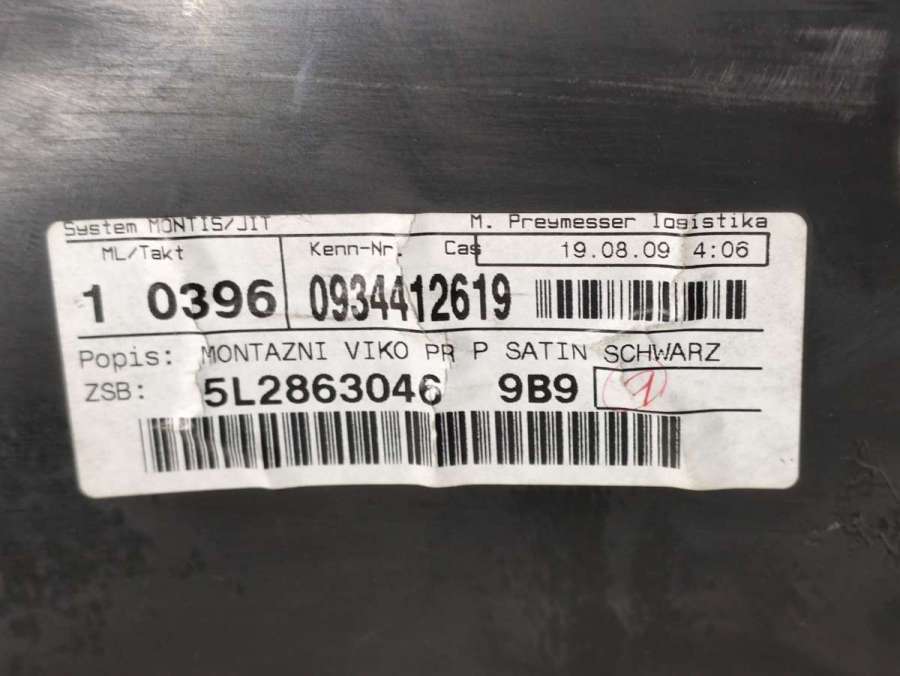 System MONTIS/JIT M. Preymesser logistika
ML/Takt Kenn-Nr. Cas 19.08.09 4:06
1 0396 0934412619
Popis: MONTAZNI VIKO PR P SATIN SCHWARZ
ZSB: 5L2863046 9B9